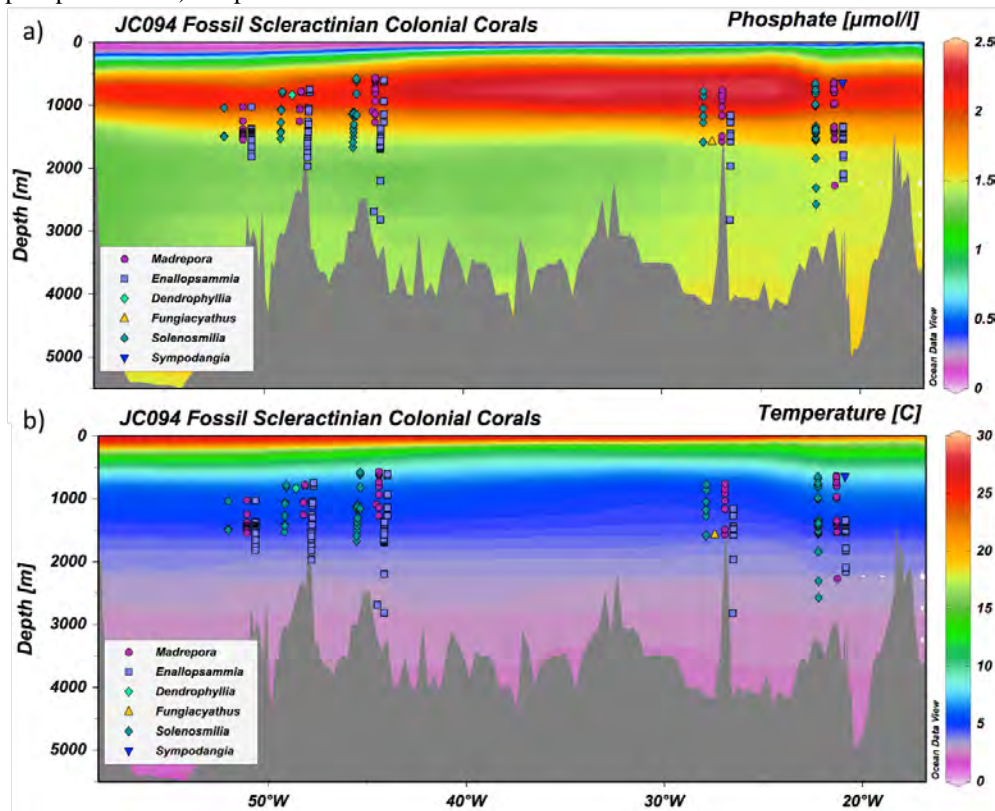 a)
JC094 Fossil Scleractinian Colonial Corals
Phosphate [µmol/l]
0
1000
2000
3000
4000
5000
Depth [m]
Madrepora
Enallopsammia
Dendrophyllia
Fungiacyathus
Solenosmilia
Sympodangia
2.5
2
1.5
1
0.5
0
Ocean Data View
b)
JC094 Fossil Scleractinian Colonial Corals
Temperature [C]
0
1000
2000
3000
4000
5000
Depth [m]
Madrepora
Enallopsammia
Dendrophyllia
Fungiacyathus
Solenosmilia
Sympodangia
30
25
20
15
10
5
0
Ocean Data View
50°W
40°W
30°W
20°W